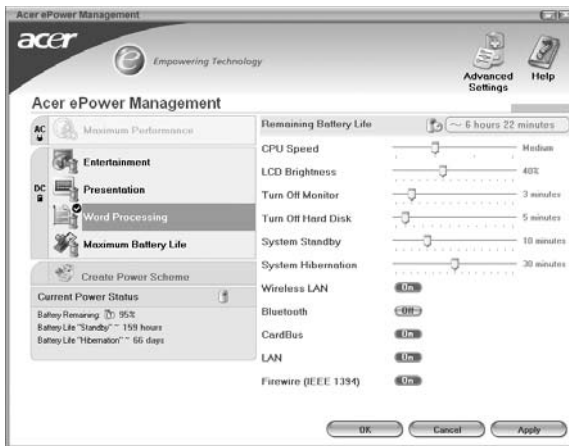 Acer ePower Management
acer
Empowering Technology
Advanced Settings
Help
Acer ePower Management
AC
Maximum Performance
DC
Entertainment
Presentation
Word Processing
Maximum Battery Life
Create Power Scheme
Current Power Status
Battery Remaining: 95%
Battery Life "Standby" ~ 159 hours
Battery Life "Hibernation" ~ 66 days
Remaining Battery Life ~ 6 hours 22 minutes
CPU Speed Medium
LCD Brightness 40%
Turn Off Monitor 3 minutes
Turn Off Hard Disk 5 minutes
System Standby 10 minutes
System Hibernation 30 minutes
Wireless LAN On
Bluetooth Off
CardBus On
LAN On
Firewire (IEEE 1394) On
OK Cancel Apply